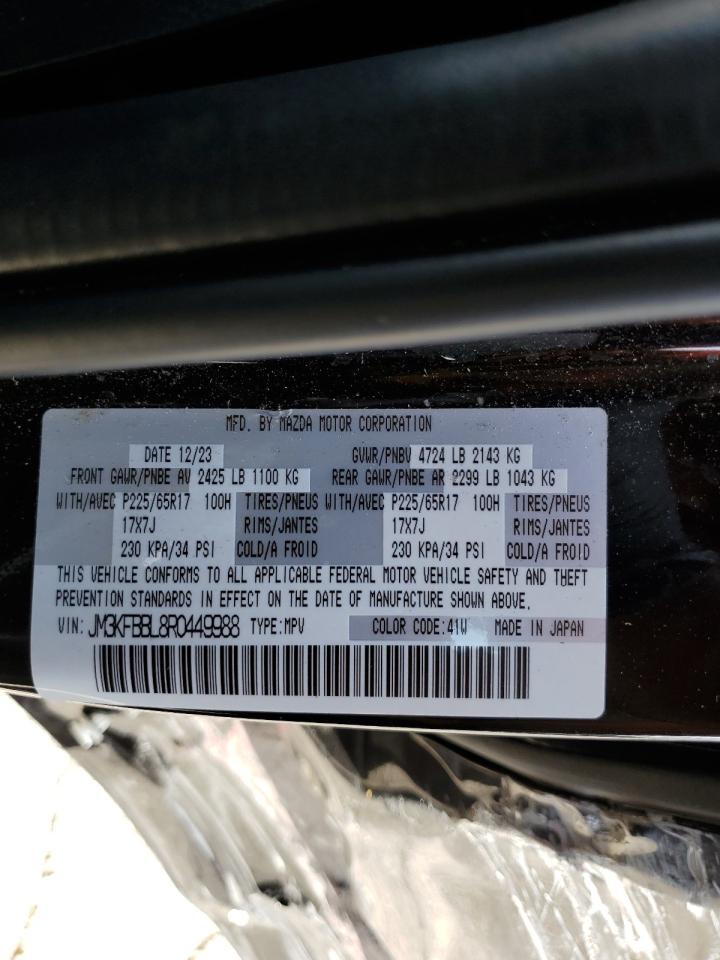 MFD. BY MAZDA MOTOR CORPORATION
DATE 12/23 GVWR/PNBV 4724 LB 2143 KG
FRONT GAWR/PNBE AV 2425 LB 1100 KG REAR GAWR/PNBE AR 2299 LB 1043 KG
WITH/AVEC P225/65R17 100H TIRES/PNEUS WITH/AVEC P225/65R17 100H TIRES/PNEUS
17X7J RIMS/JANTES 17X7J RIMS/JANTES
230 KPA/34 PSI COLD/A FROID 230 KPA/34 PSI COLD/A FROID
THIS VEHICLE CONFORMS TO ALL APPLICABLE FEDERAL MOTOR VEHICLE SAFETY AND THEFT
PREVENTION STANDARDS IN EFFECT ON THE DATE OF MANUFACTURE SHOWN ABOVE.
VIN: JM3KFBBL8R0449988 TYPE:MPV COLOR CODE:41W MADE IN JAPAN